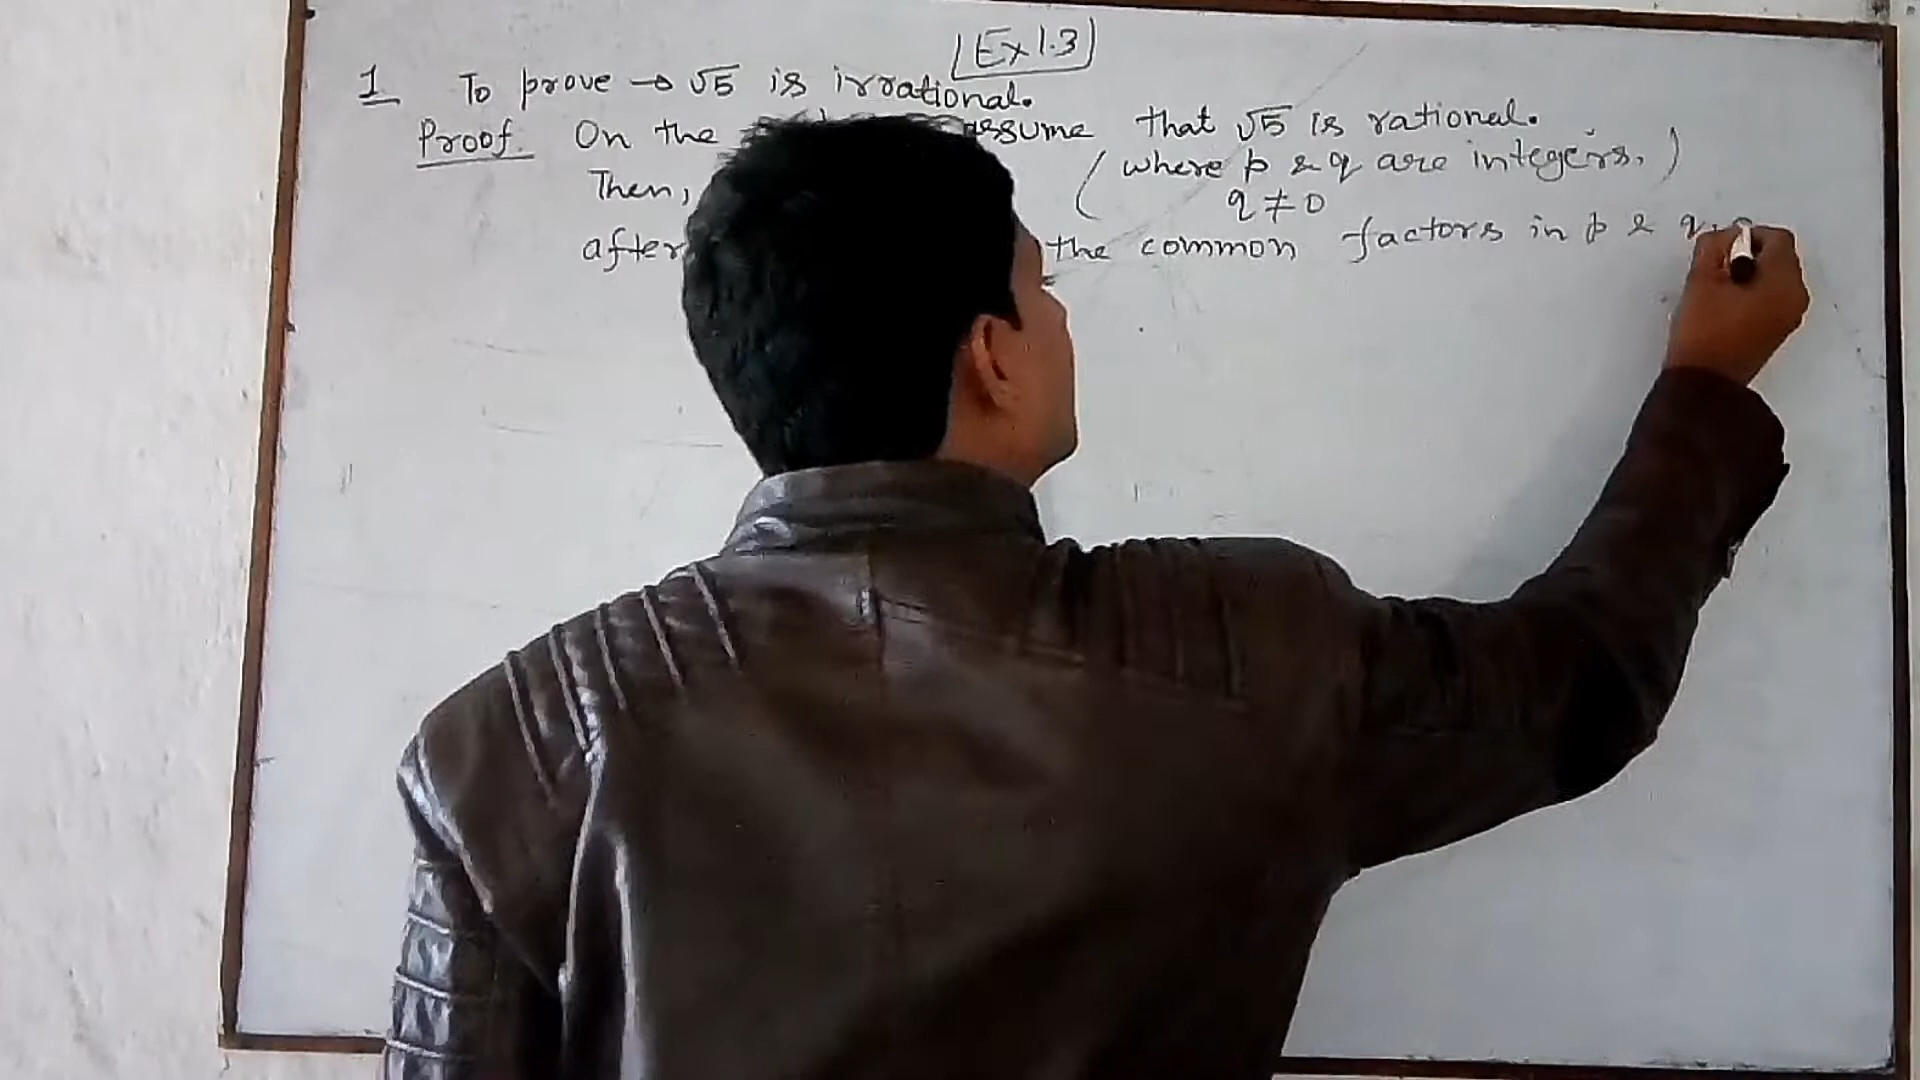 Ex 1.3
1 To prove → √5 is irrational.
Proof. On the assume that √5 is rational.
Then, (where p & q are integers.)
q ≠ 0
after the common factors in p & q.